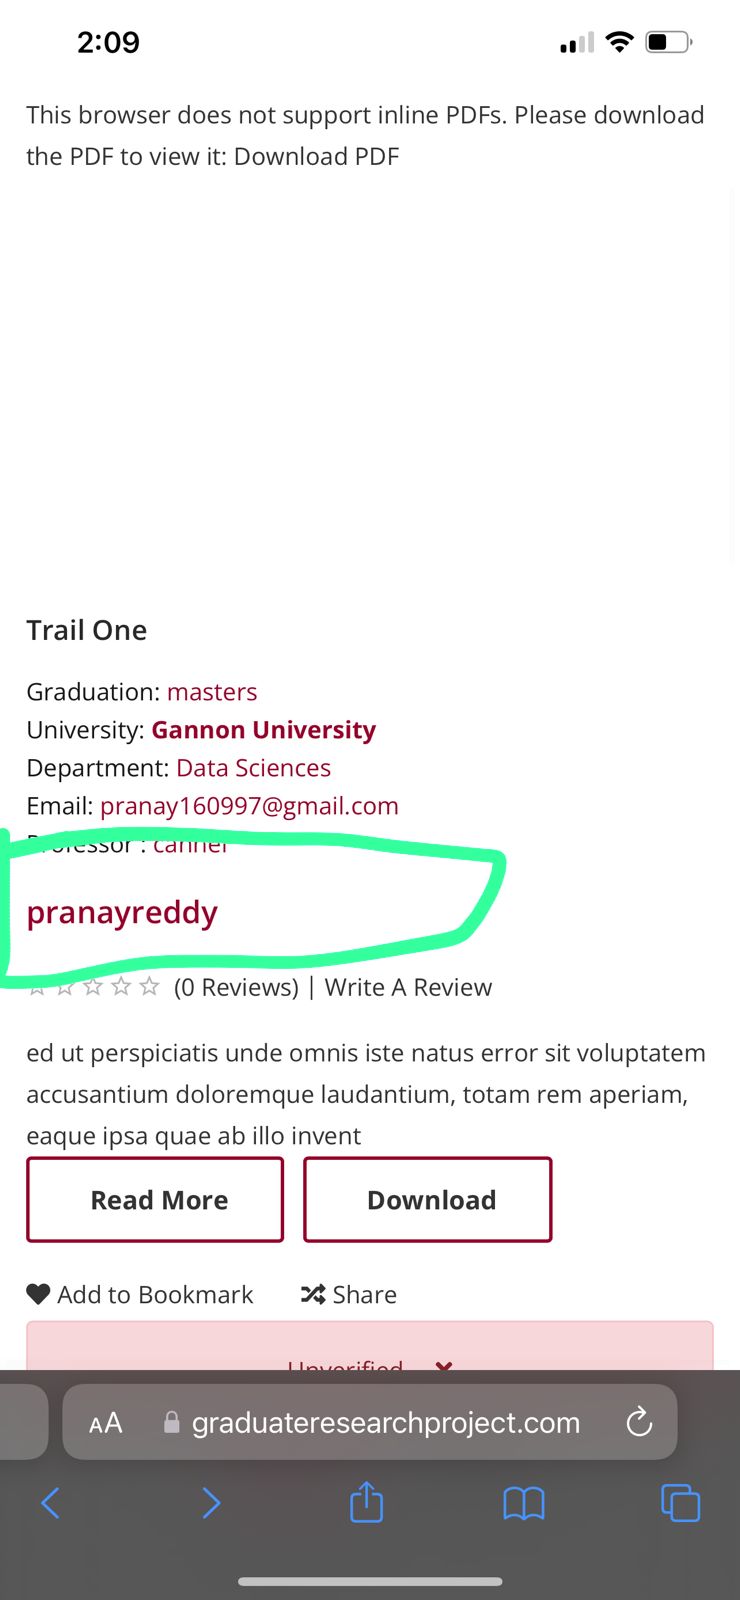 2:09
This browser does not support inline PDFs. Please download
the PDF to view it: Download PDF
Trail One
Graduation: masters
University: Gannon University
Department: Data Sciences
Email: pranay160997@gmail.com
Professor : cannel
pranayreddy
(0 Reviews) | Write A Review
ed ut perspiciatis unde omnis iste natus error sit voluptatem
accusantium doloremque laudantium, totam rem aperiam,
eaque ipsa quae ab illo invent
Read More Download
Add to Bookmark Share
Unverified
AA graduateresearchproject.com